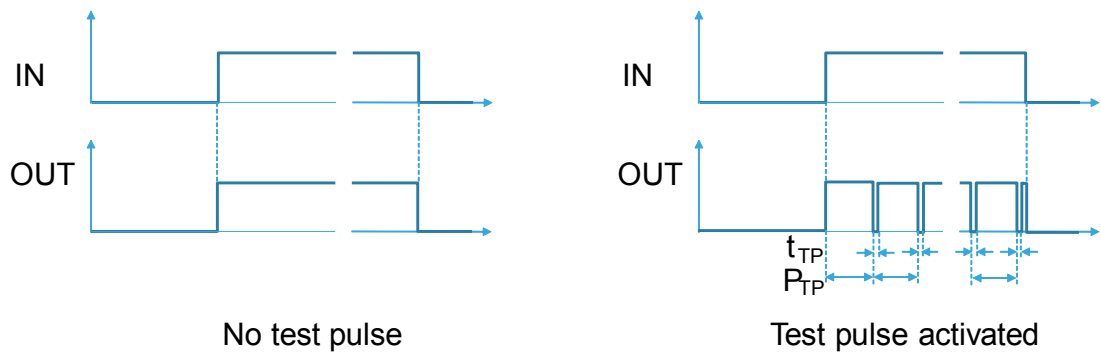 IN
OUT
No test pulse
IN
OUT
tTP
PTP
Test pulse activated